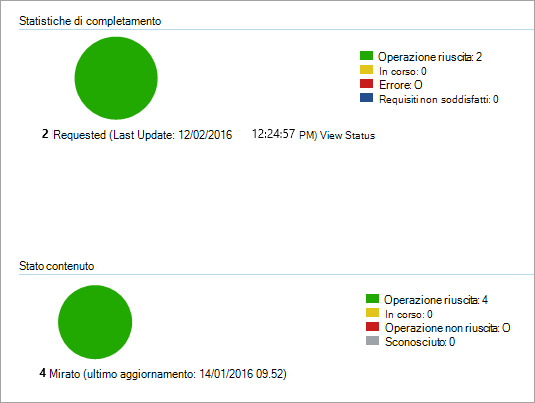 Statistiche di completamento
Operazione riuscita: 2
In corso: 0
Errore: O
Requisiti non soddisfatti: 0
2 Requested (Last Update: 12/02/2016 12:24:57 PM) View Status
Stato contenuto
Operazione riuscita: 4
In corso: 0
Operazione non riuscita: O
Sconosciuto: 0
4 Mirato (ultimo aggiornamento: 14/01/2016 09.52)